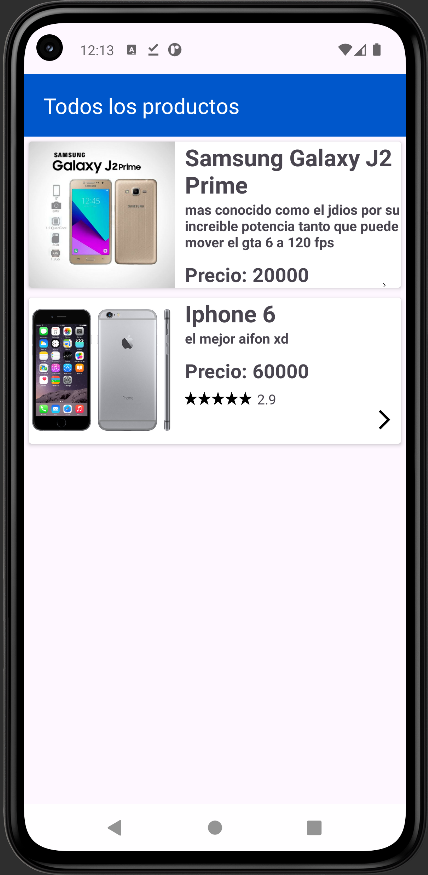 12:13
Todos los productos
SAMSUNG
Galaxy J2 Prime
12:45
Samsung Galaxy J2
Prime
mas conocido como el jdios por su
increible potencia tanto que puede
mover el gta 6 a 120 fps
Precio: 20000
Iphone 6
el mejor aifon xd
Precio: 60000
2.9